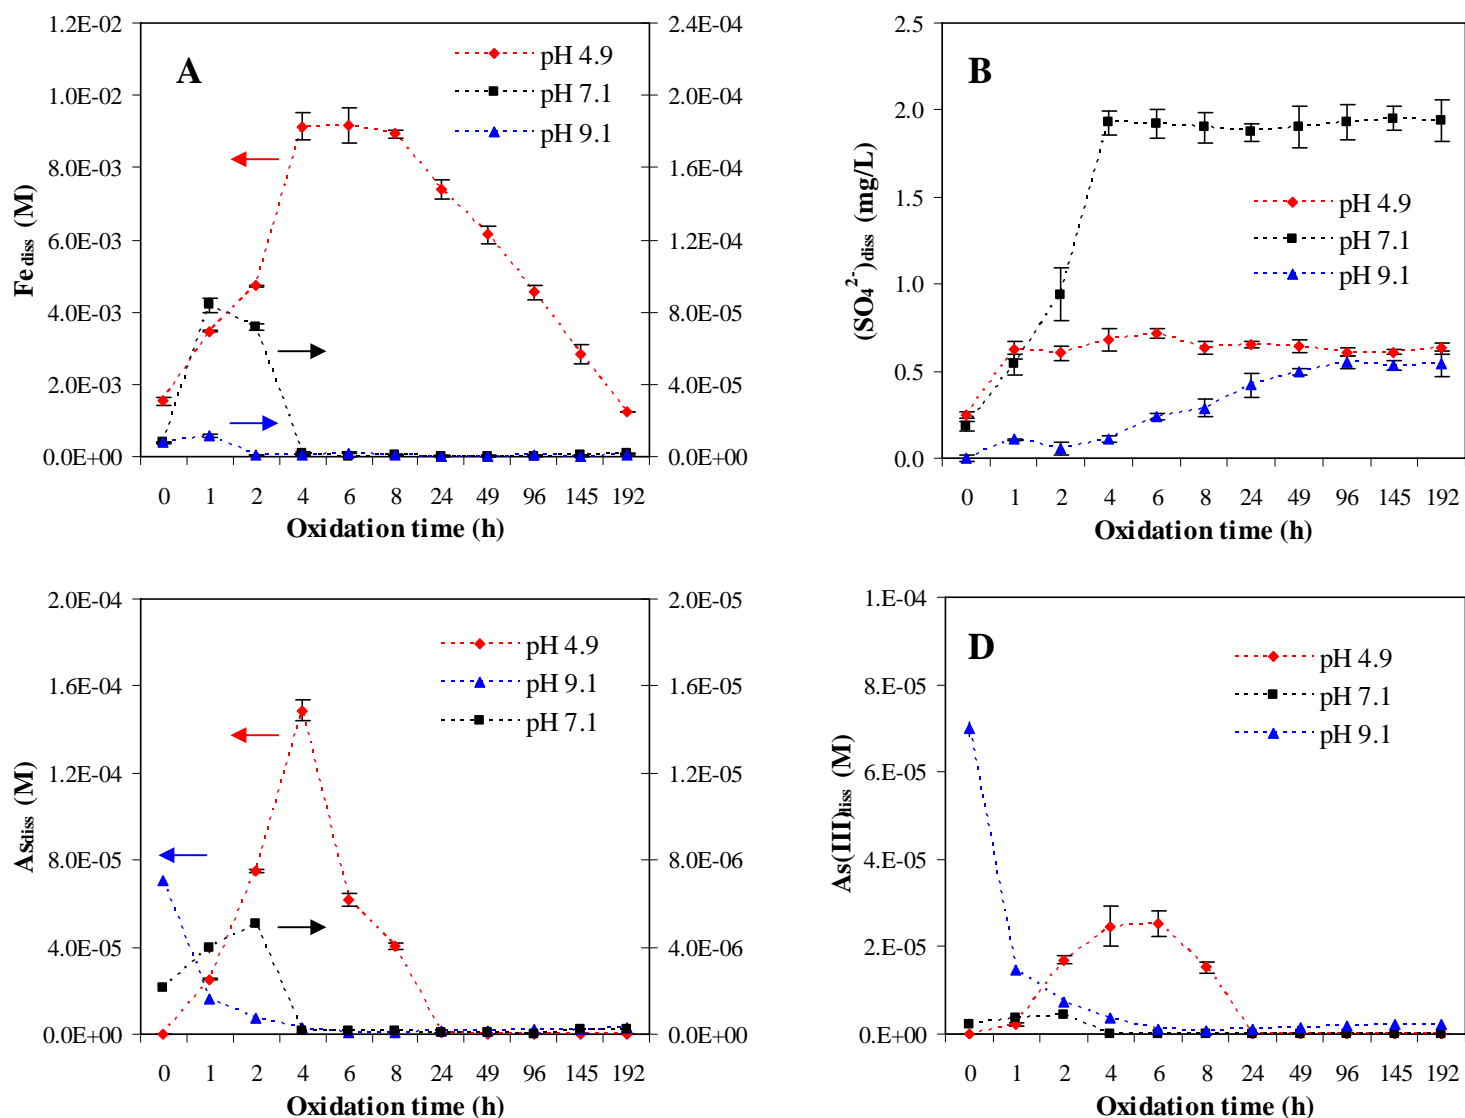 A
1.2E-02
1.0E-02
8.0E-03
6.0E-03
4.0E-03
2.0E-03
0.0E+00
2.4E-04
2.0E-04
1.6E-04
1.2E-04
8.0E-05
4.0E-05
0.0E+00
pH 4.9
pH 7.1
pH 9.1
Fe diss (M)
0 1 2 4 6 8 24 49 96 145 192
Oxidation time (h)
B
2.5
2.0
1.5
1.0
0.5
0.0
pH 4.9
pH 7.1
pH 9.1
(SO4²⁻)diss (mg/L)
0 1 2 4 6 8 24 49 96 145 192
Oxidation time (h)
2.0E-04
1.6E-04
1.2E-04
8.0E-05
4.0E-05
0.0E+00
2.0E-05
1.6E-05
1.2E-05
8.0E-06
4.0E-06
0.0E+00
pH 4.9
pH 9.1
pH 7.1
Asdiss (M)
0 1 2 4 6 8 24 49 96 145 192
Oxidation time (h)
D
1.E-04
8.E-05
6.E-05
4.E-05
2.E-05
0.E+00
pH 4.9
pH 7.1
pH 9.1
As(III)diss (M)
0 1 2 4 6 8 24 49 96 145 192
Oxidation time (h)